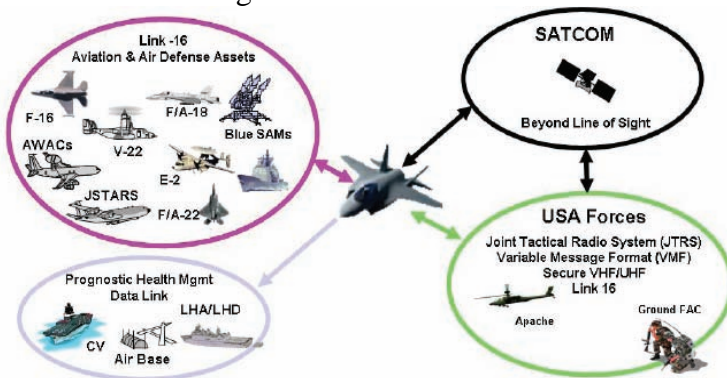 Link -16
Aviation & Air Defense Assets
F-16
F/A-18
Blue SAMs
V-22
AWACs
E-2
JSTARS
F/A-22
SATCOM
Beyond Line of Sight
USA Forces
Joint Tactical Radio System (JTRS)
Variable Message Format (VMF)
Secure VHF/UHF
Link 16
Apache
Ground FAC
Prognostic Health Mgmt
Data Link
LHA/LHD
CV
Air Base